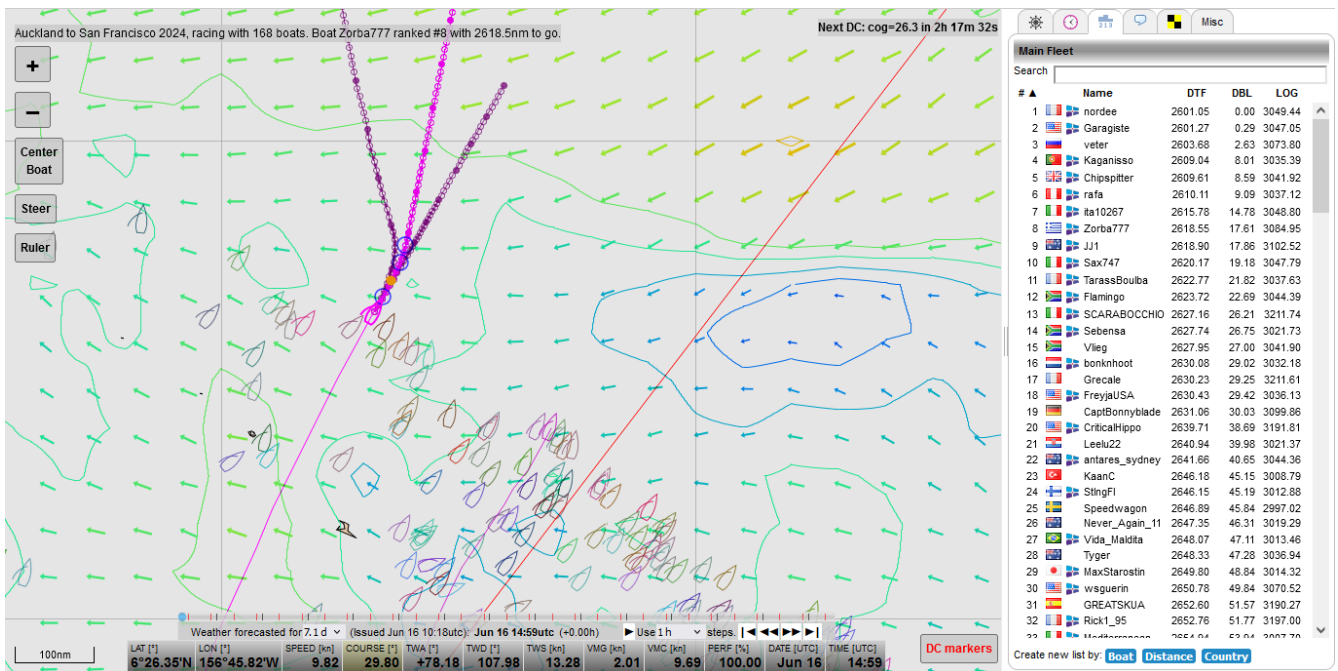 Auckland to San Francisco 2024, racing with 168 boats. Boat Zorba777 ranked #8 with 2618.5nm to go.
Next DC: cog=26.3 in 2h 17m 32s
+
−
Center
Boat
Steer
Ruler
100nm
Weather forecasted for 7.1 d (Issued Jun 16 10:18utc): Jun 16 14:59utc (+0.00h) Use 1 h steps.
LAT [°] LON [°] SPEED [kn] COURSE [°] TWA [°] TWD [°] TWS [kn] VMG [kn] VMC [kn] PERF [%] DATE [UTC] TIME [UTC]
6°26.35'N 156°45.82'W 9.82 29.80 +78.18 107.98 13.28 2.01 9.69 100.00 Jun 16 14:59
DC markers
Misc
Main Fleet
Search
# ▲ Name DTF DBL LOG
1 nordee 2601.05 0.00 3049.44
2 Garagiste 2601.27 0.29 3047.05
3 veter 2603.68 2.63 3073.80
4 Kaganisso 2609.04 8.01 3035.39
5 Chipspitter 2609.61 8.59 3041.92
6 rafa 2610.11 9.09 3037.12
7 ita10267 2615.78 14.78 3048.80
8 Zorba777 2618.55 17.61 3084.95
9 JJ1 2618.90 17.86 3102.52
10 Sax747 2620.17 19.18 3047.79
11 TarassBoulba 2622.77 21.82 3037.63
12 Flamingo 2623.72 22.69 3044.39
13 SCARABOCCHIO 2627.16 26.21 3211.74
14 Sebensa 2627.74 26.75 3021.73
15 Vlieg 2627.95 27.00 3041.90
16 bonknhoot 2630.08 29.02 3032.18
17 Grecale 2630.23 29.25 3211.61
18 FreyjaUSA 2630.43 29.42 3036.13
19 CaptBonnyblade 2631.06 30.03 3099.86
20 CriticalHippo 2639.71 38.69 3191.81
21 Leelu22 2640.94 39.98 3021.37
22 antares_sydney 2641.66 40.65 3044.36
23 KaanC 2646.18 45.15 3008.79
24 StIngFI 2646.15 45.19 3012.88
25 Speedwagon 2646.89 45.84 2997.02
26 Never_Again_11 2647.35 46.31 3019.29
27 Vida_Maldita 2648.07 47.11 3013.46
28 Tyger 2648.33 47.28 3036.94
29 MaxStarostin 2649.80 48.84 3014.32
30 wsguerin 2650.78 49.84 3070.52
31 GREATSKUA 2652.60 51.57 3190.27
32 Rick1_95 2652.76 51.77 3197.00
Create new list by: Boat Distance Country